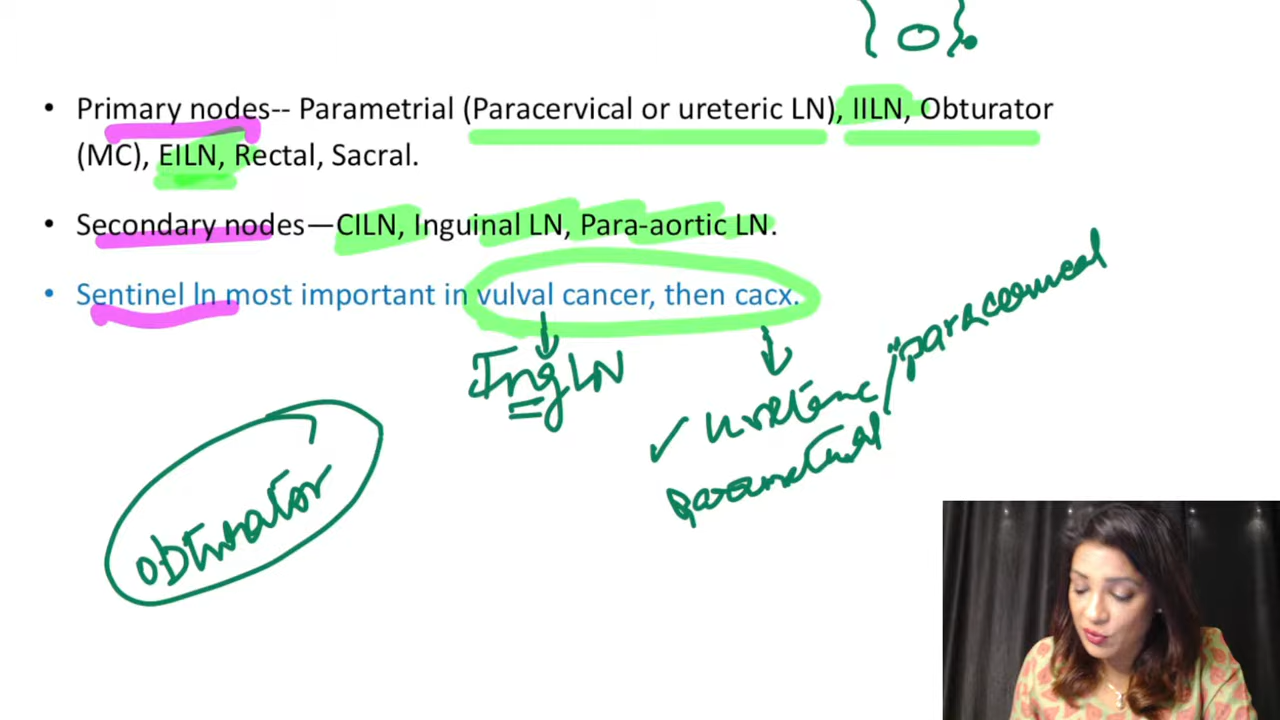 • Primary nodes-- Parametrial (Paracervical or ureteric LN), IILN, Obturator
(MC), EILN, Rectal, Sacral.
• Secondary nodes—CILN, Inguinal LN, Para-aortic LN.
• Sentinel ln most important in vulval cancer, then cacx.
Ing LN
✓ ureteric / paracervical
parametrial
obturator